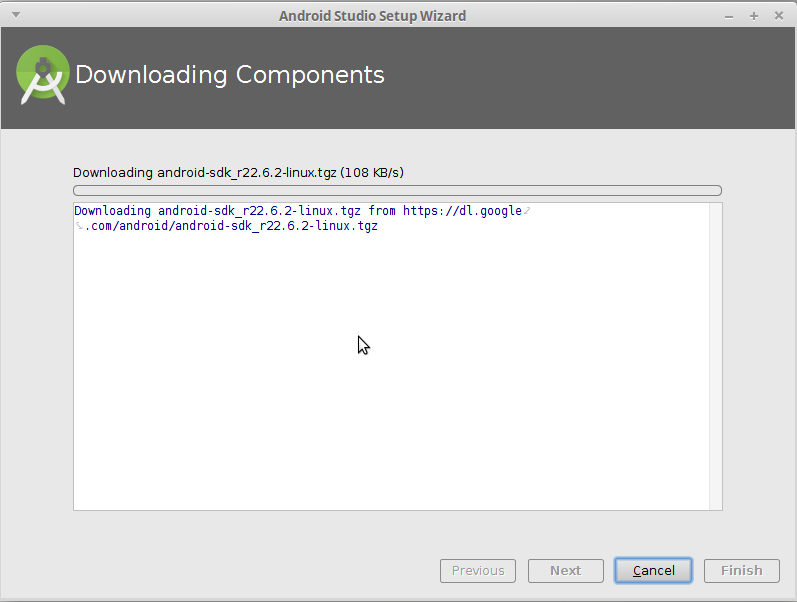 Android Studio Setup Wizard
Downloading Components
Downloading android-sdk_r22.6.2-linux.tgz (108 KB/s)
Downloading android-sdk_r22.6.2-linux.tgz from https://dl.google
.com/android/android-sdk_r22.6.2-linux.tgz
Previous Next Cancel Finish